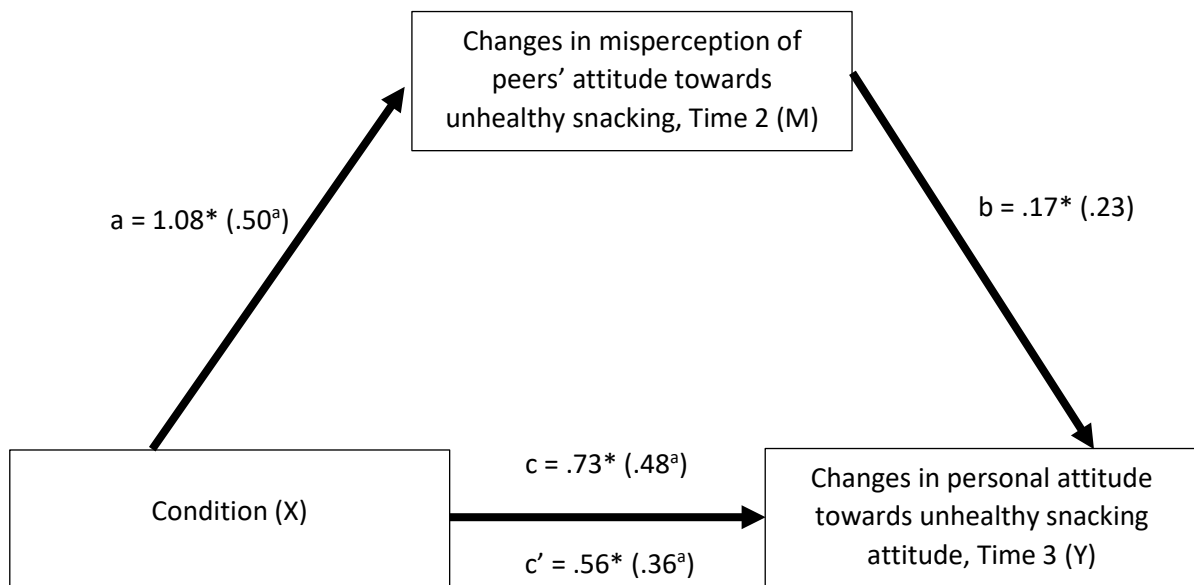 Changes in misperception of
peers’ attitude towards
unhealthy snacking, Time 2 (M)
a = 1.08* (.50ᵃ)
b = .17* (.23)
Condition (X)
c = .73* (.48ᵃ)
c’ = .56* (.36ᵃ)
Changes in personal attitude
towards unhealthy snacking
attitude, Time 3 (Y)